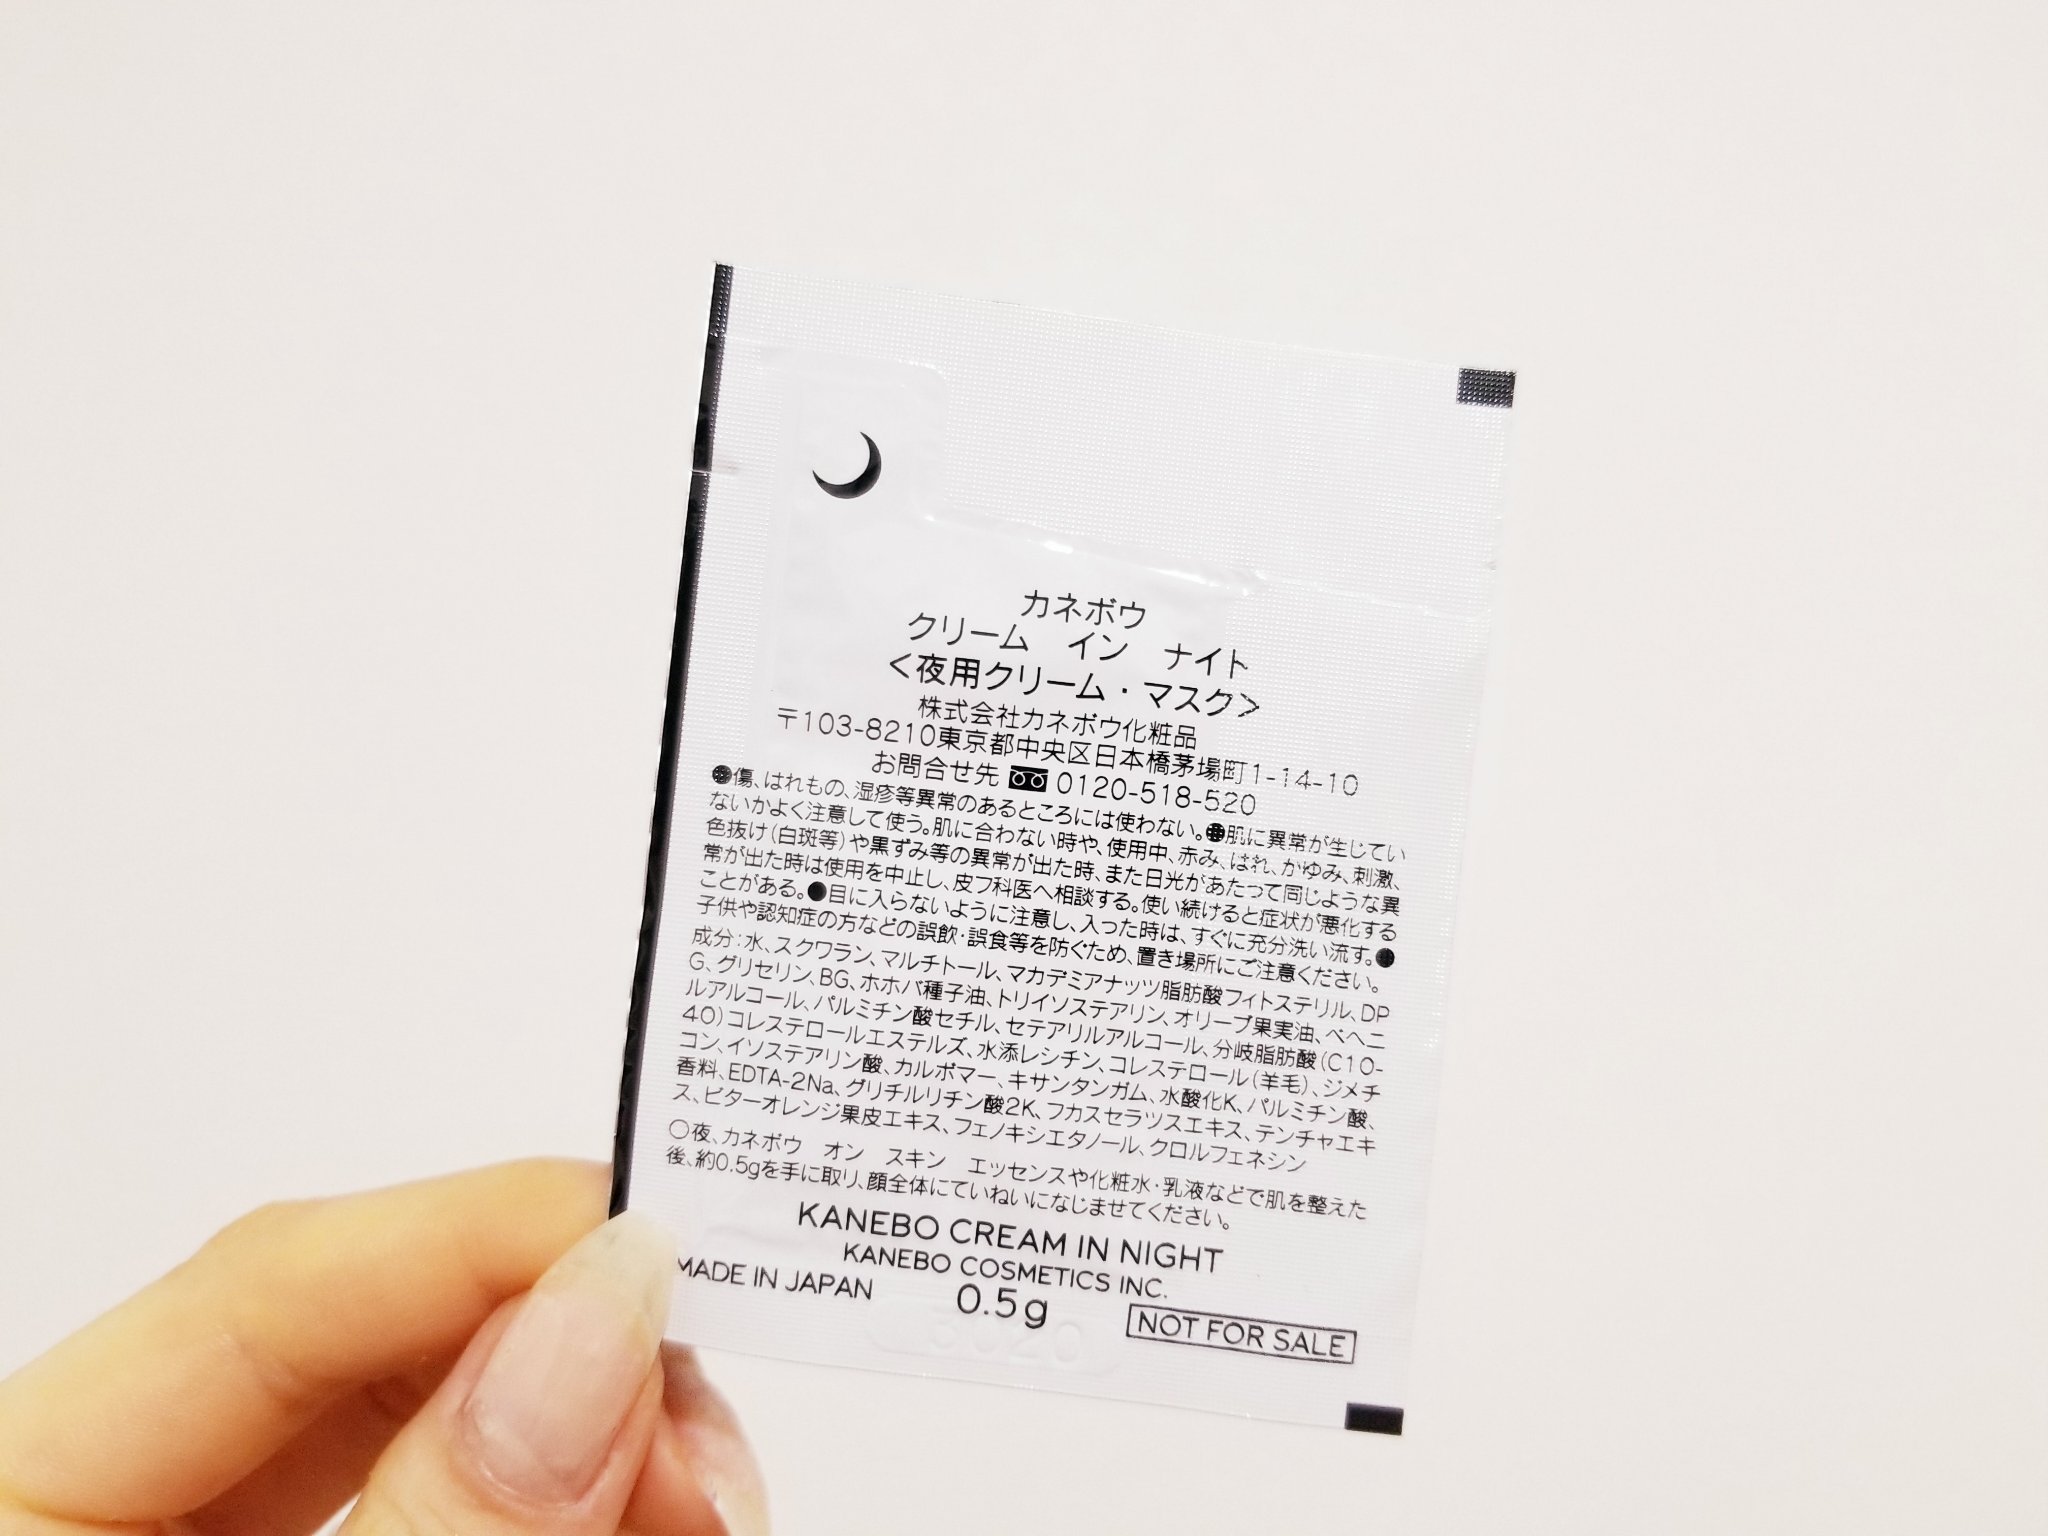 カネボウ
クリーム イン ナイト
<夜用クリーム・マスク>
株式会社カネボウ化粧品
〒103-8210東京都中央区日本橋茅場町1-14-10
お問合せ先 0120-518-520
●傷、はれもの、湿疹等異常のあるところには使わない。●肌に異常が生じてい
ないかよく注意して使う。肌に合わない時や、使用中、赤み、はれ、かゆみ、刺激、
色抜け(白斑等)や黒ずみ等の異常が出た時、また日光があたって同じような異
常が出た時は使用を中止し、皮フ科医へ相談する。使い続けると症状が悪化する
ことがある。●目に入らないように注意し、入った時は、すぐに充分洗い流す。●
子供や認知症の方などの誤飲・誤食等を防ぐため、置き場所にご注意ください。
成分:水、スクワラン、マルチトール、マカデミアナッツ脂肪酸フィトステリル、DP
G、グリセリン、BG、ホホバ種子油、トリイソステアリン、オリーブ果実油、ベヘニ
ルアルコール、パルミチン酸セチル、セテアリルアルコール、分岐脂肪酸(C10-
40)コレステロールエステルズ、水添レシチン、コレステロール(羊毛)、ジメチ
コン、イソステアリン酸、カルボマー、キサンタンガム、水酸化K、パルミチン酸、
香料、EDTA-2Na、グリチルリチン酸2K、フカスセラツスエキス、テンチャエキ
ス、ビターオレンジ果皮エキス、フェノキシエタノール、クロルフェネシン
○夜、カネボウ オン スキン エッセンスや化粧水・乳液などで肌を整えた
後、約0.5gを手に取り、顔全体にていねいになじませてください。
KANEBO CREAM IN NIGHT
KANEBO COSMETICS INC.
MADE IN JAPAN 0.5g NOT FOR SALE